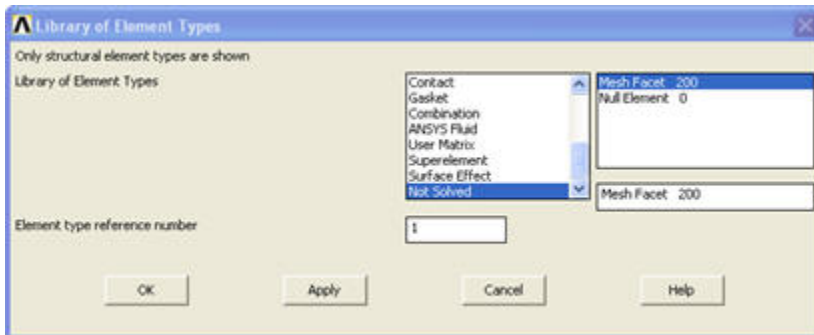 Library of Element Types
Only structural element types are shown
Library of Element Types
Contact
Gasket
Combination
ANSYS Fluid
User Matrix
Superelement
Surface Effect
Not Solved
Mesh Facet 200
Null Element 0
Mesh Facet 200
Element type reference number
1
OK
Apply
Cancel
Help